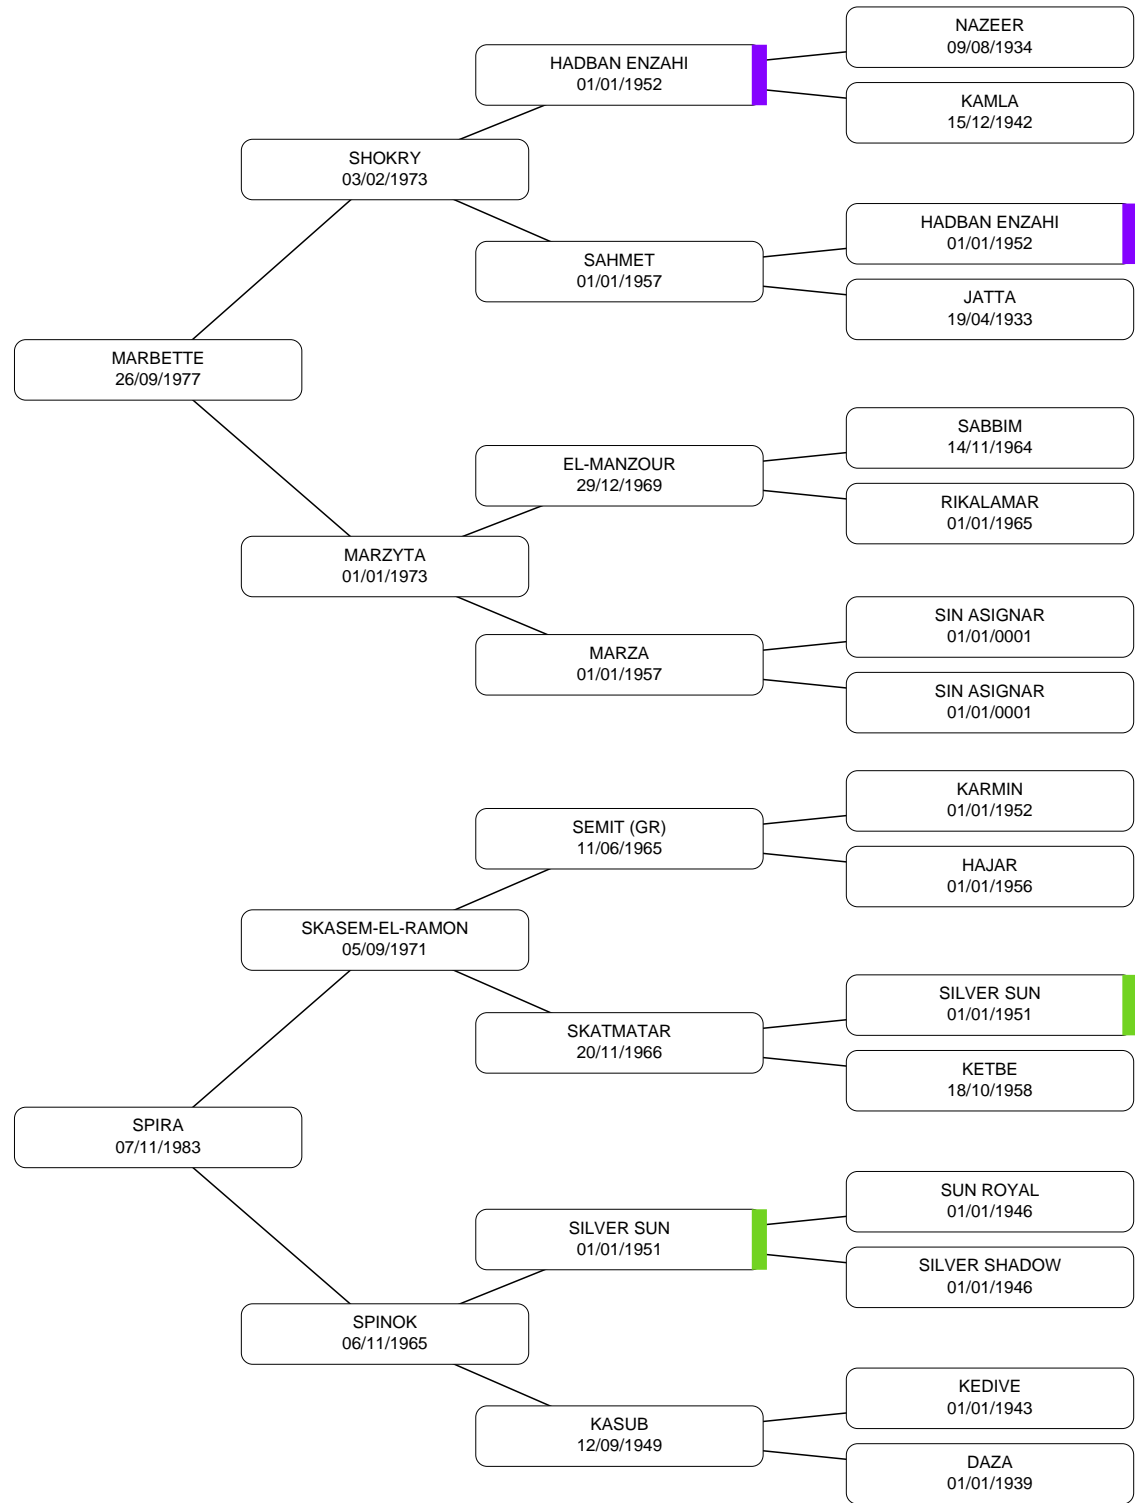 NAZEER
09/08/1934
HADBAN ENZAHI
01/01/1952
KAMLA
15/12/1942
SHOKRY
03/02/1973
HADBAN ENZAHI
01/01/1952
SAHMET
01/01/1957
JATTA
19/04/1933
MARBETTE
26/09/1977
SABBIM
14/11/1964
EL-MANZOUR
29/12/1969
RIKALAMAR
01/01/1965
MARZYTA
01/01/1973
SIN ASIGNAR
01/01/0001
MARZA
01/01/1957
SIN ASIGNAR
01/01/0001
KARMIN
01/01/1952
SEMIT (GR)
11/06/1965
HAJAR
01/01/1956
SKASEM-EL-RAMON
05/09/1971
SILVER SUN
01/01/1951
SKATMATAR
20/11/1966
KETBE
18/10/1958
SPIRA
07/11/1983
SUN ROYAL
01/01/1946
SILVER SUN
01/01/1951
SILVER SHADOW
01/01/1946
SPINOK
06/11/1965
KEDIVE
01/01/1943
KASUB
12/09/1949
DAZA
01/01/1939